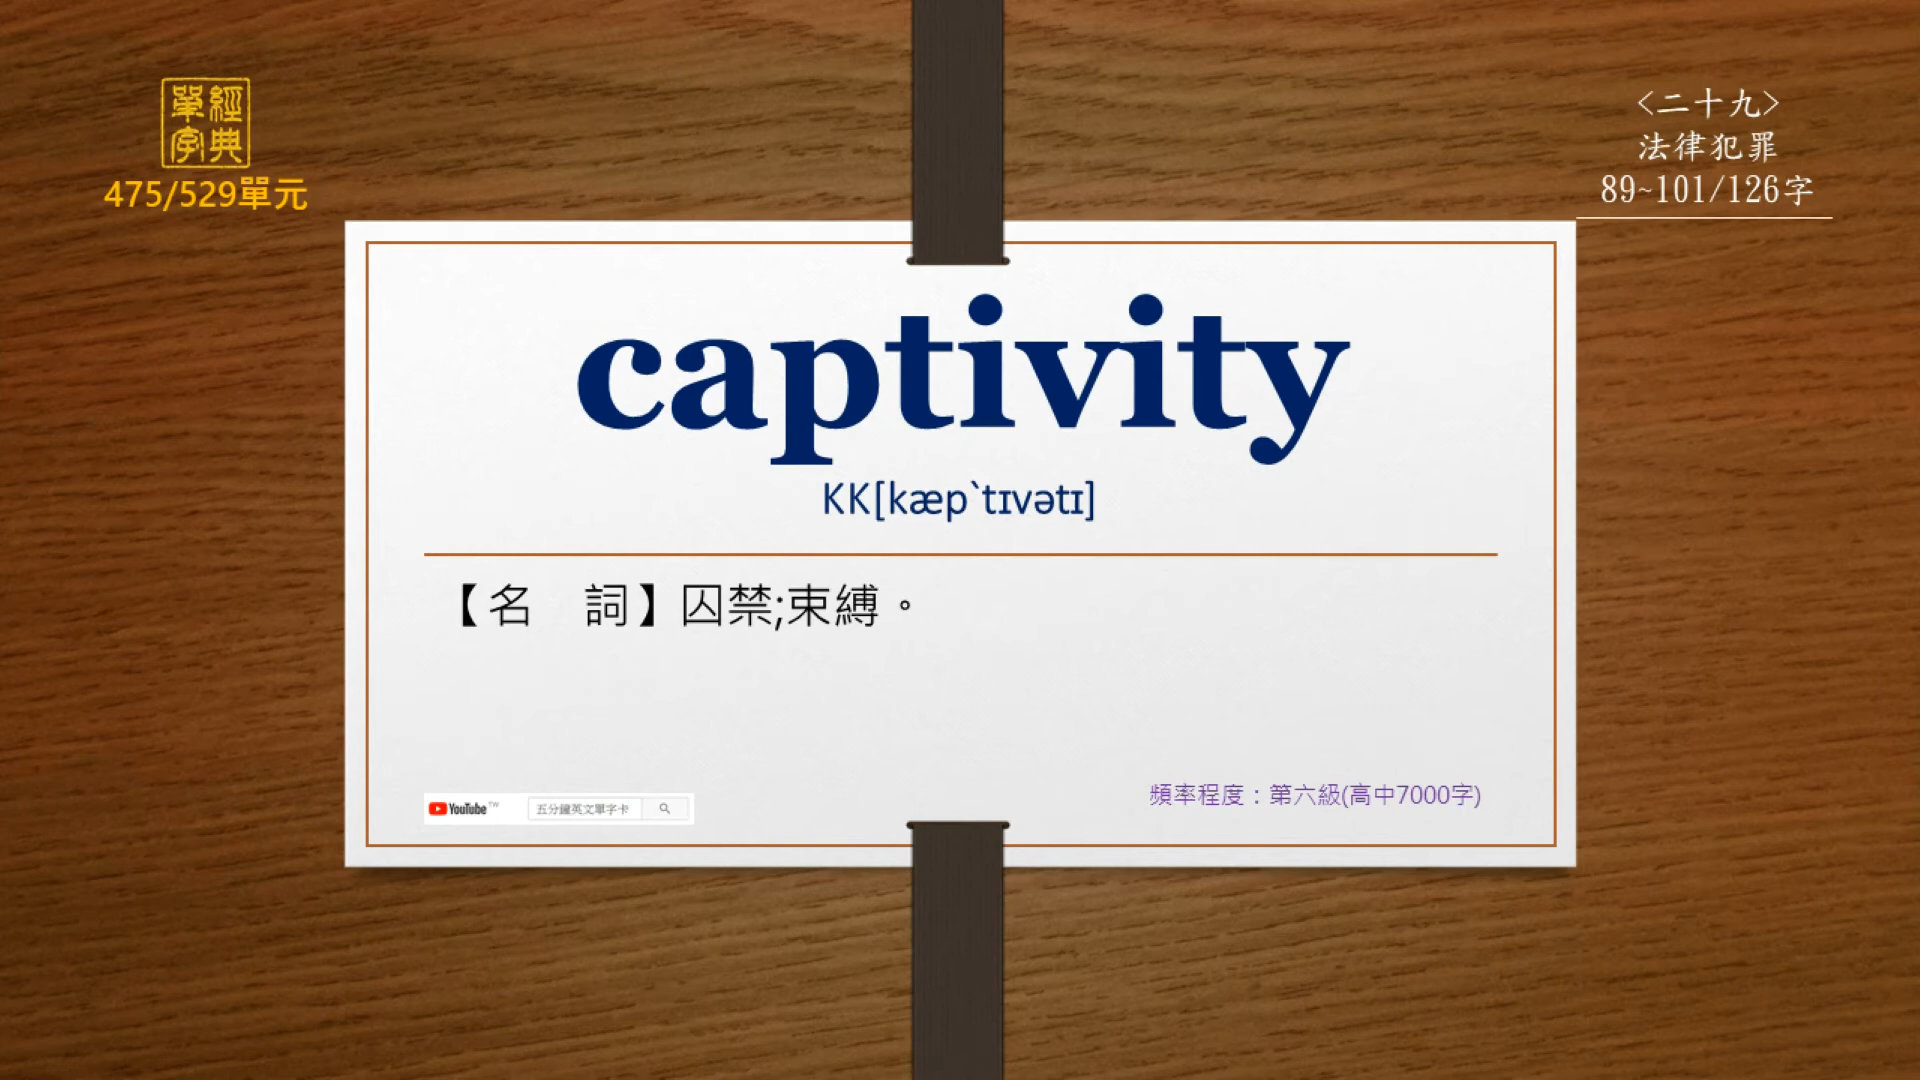 經典單字
475/529單元
<二十九>
法律犯罪
89~101/126字
captivity
KK[kæp`tɪvətɪ]
【名　詞】囚禁;束縛。
YouTube TW
五分鐘英文單字卡
頻率程度：第六級(高中7000字)